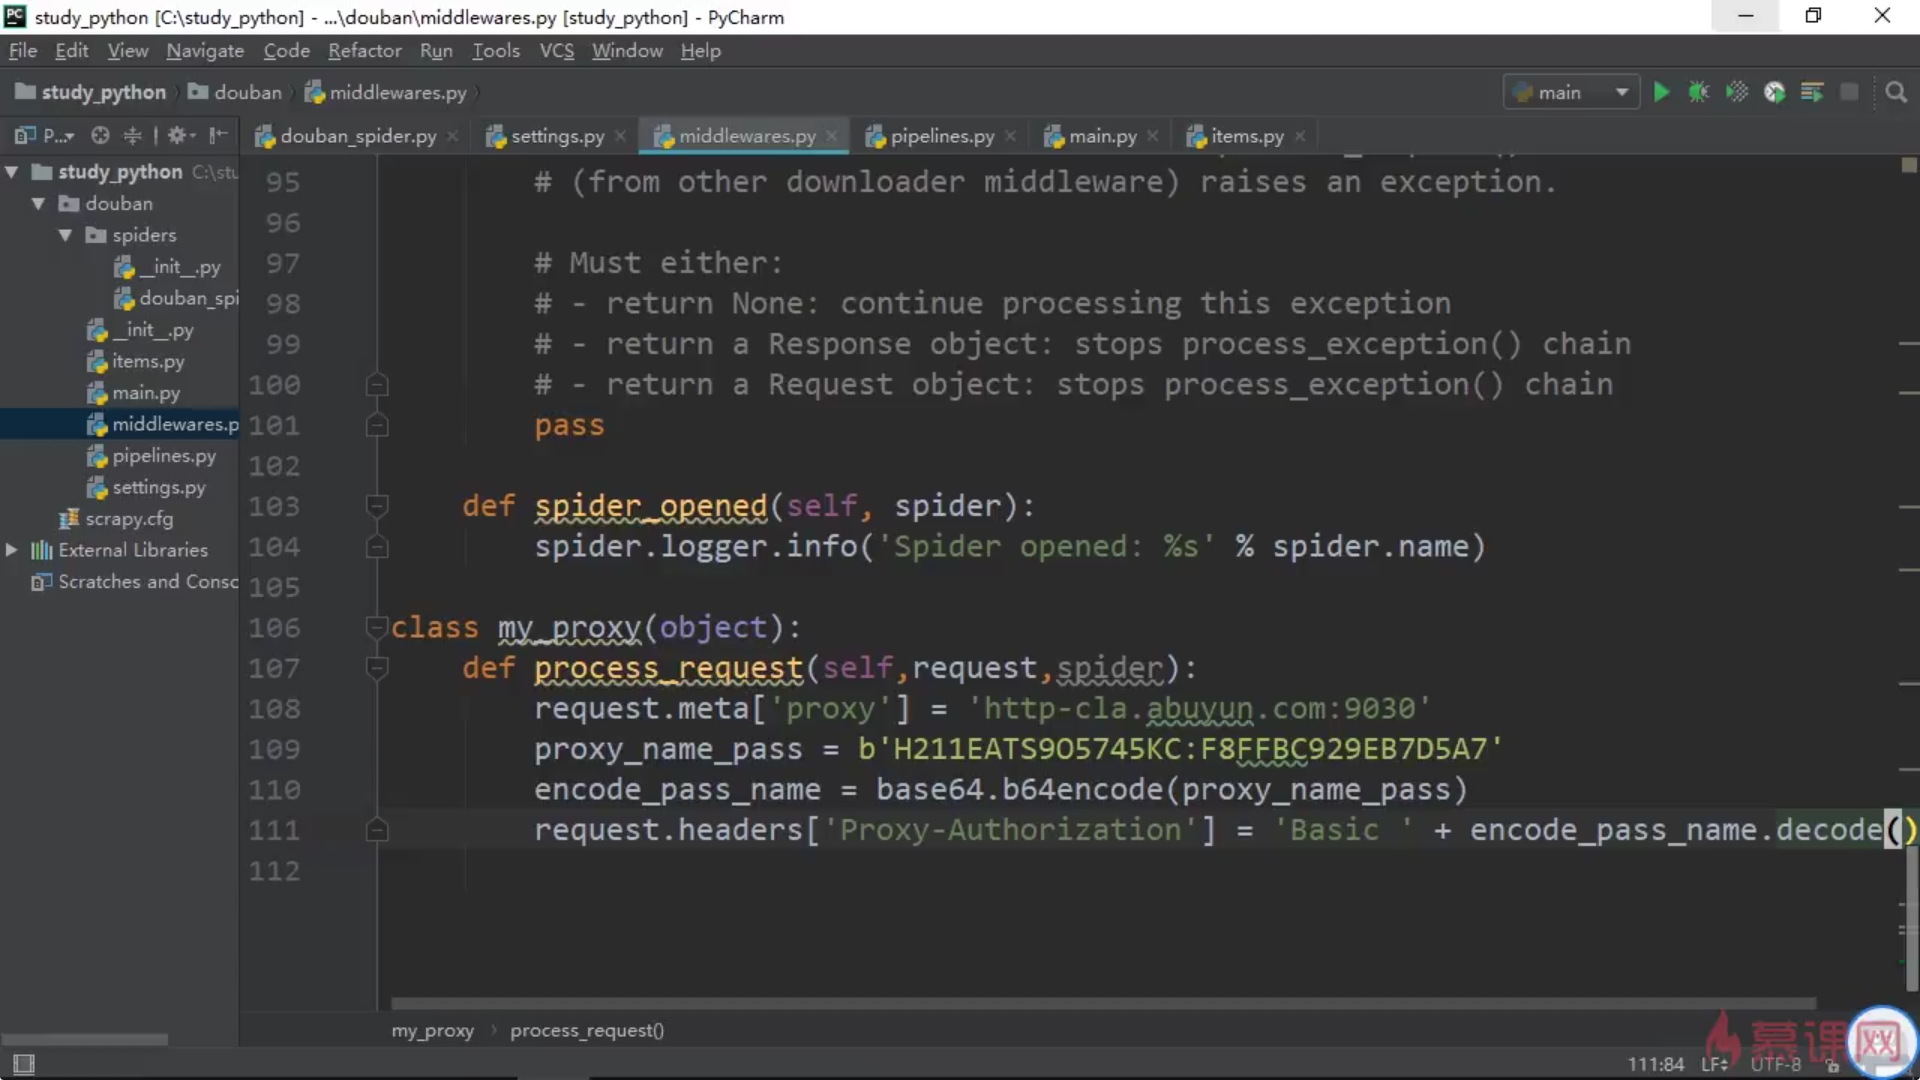 study_python [C:\study_python] - ...\douban\middlewares.py [study_python] - PyCharm
File Edit View Navigate Code Refactor Run Tools VCS Window Help
study_python douban middlewares.py main
P... douban_spider.py settings.py middlewares.py pipelines.py main.py items.py
study_python C:\stu
douban
spiders
__init__.py
douban_spi
__init__.py
items.py
main.py
middlewares.p
pipelines.py
settings.py
scrapy.cfg
External Libraries
Scratches and Consc
95 # (from other downloader middleware) raises an exception.
96
97 # Must either:
98 # - return None: continue processing this exception
99 # - return a Response object: stops process_exception() chain
100 # - return a Request object: stops process_exception() chain
101 pass
102
103 def spider_opened(self, spider):
104 spider.logger.info('Spider opened: %s' % spider.name)
105
106 class my_proxy(object):
107 def process_request(self,request,spider):
108 request.meta['proxy'] = 'http-cla.abuyun.com:9030'
109 proxy_name_pass = b'H211EATS9O5745KC:F8FFBC929EB7D5A7'
110 encode_pass_name = base64.b64encode(proxy_name_pass)
111 request.headers['Proxy-Authorization'] = 'Basic ' + encode_pass_name.decode()
112
my_proxy process_request()
慕课网
111:84 LF UTF-8